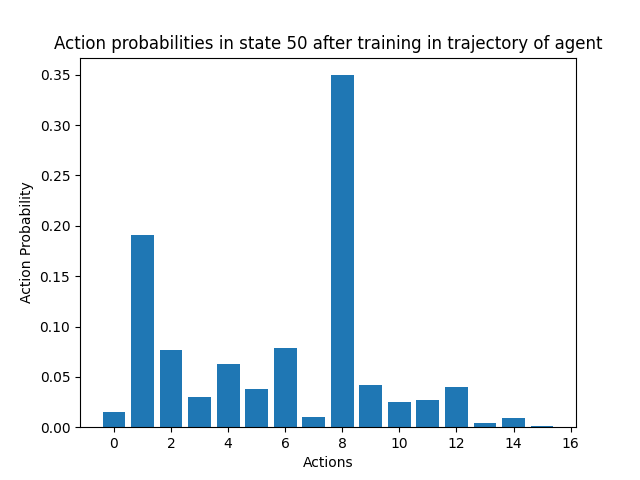 Action probabilities in state 50 after training in trajectory of agent
0.35
0.30
0.25
0.20
0.15
0.10
0.05
0.00
Action Probability
0 2 4 6 8 10 12 14 16
Actions